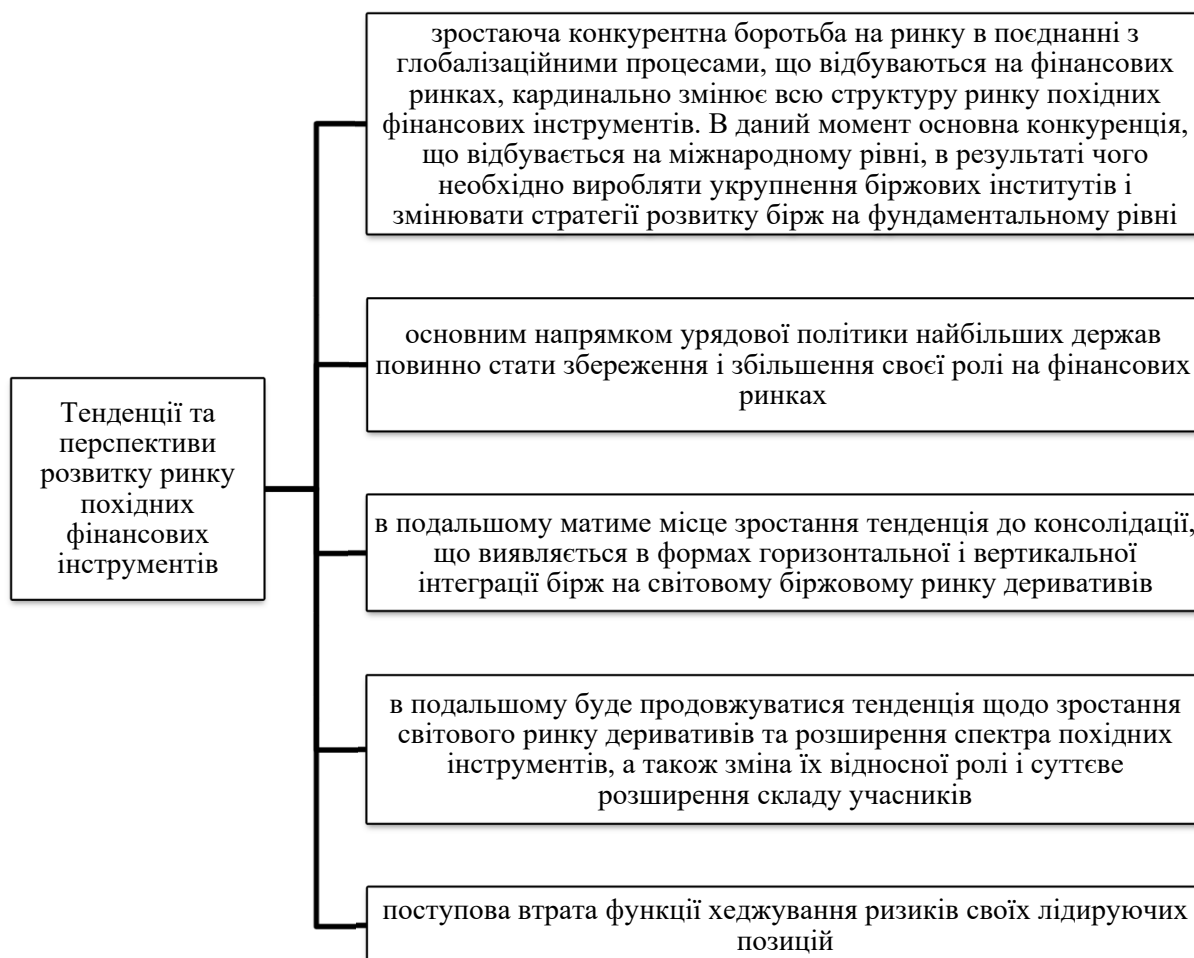 Тенденції та
перспективи
розвитку ринку
похідних
фінансових
інструментів
зростаюча конкурентна боротьба на ринку в поєднанні з
глобалізаційними процесами, що відбуваються на фінансових
ринках, кардинально змінює всю структуру ринку похідних
фінансових інструментів. В даний момент основна конкуренція,
що відбувається на міжнародному рівні, в результаті чого
необхідно виробляти укрупнення біржових інститутів і
змінювати стратегії розвитку бірж на фундаментальному рівні
основним напрямком урядової політики найбільших держав
повинно стати збереження і збільшення своєї ролі на фінансових
ринках
в подальшому матиме місце зростання тенденція до консолідації,
що виявляється в формах горизонтальної і вертикальної
інтеграції бірж на світовому біржовому ринку деривативів
в подальшому буде продовжуватися тенденція щодо зростання
світового ринку деривативів та розширення спектра похідних
інструментів, а також зміна їх відносної ролі і суттєве
розширення складу учасників
поступова втрата функції хеджування ризиків своїх лідируючих
позицій